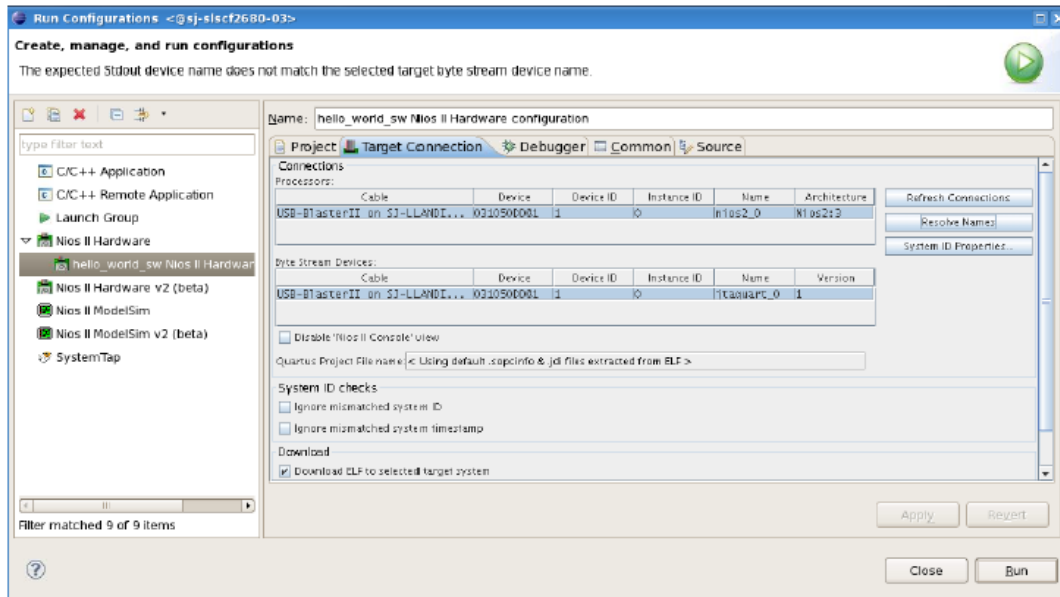 Run Configurations <@sj-slscf2680-03>
Create, manage, and run configurations
The expected Stdout device name does not match the selected target byte stream device name.
type filter text
C/C++ Application
C/C++ Remote Application
Launch Group
Nios II Hardware
hello_world_sw Nios II Hardwar
Nios II Hardware v2 (beta)
Nios II ModelSim
Nios II ModelSim v2 (beta)
SystemTap
Filter matched 9 of 9 items
Name: hello_world_sw Nios II Hardware configuration
Project Target Connection Debugger Common Source
Connections
Processors:
Cable Device Device ID Instance ID Name Architecture
USB-BlasterII on SJ-LLANDI... 031050DD01 1 0 nios2_0 Nios2:3
Refresh Connections
Resolve Names
System ID Properties...
Byte Stream Devices:
Cable Device Device ID Instance ID Name Version
USB-BlasterII on SJ-LLANDI... 031050DD01 1 0 jtaguart_0 1
Disable 'Nios II Console' view
Quartus Project File name: < Using default .sopcinfo & .jdi files extracted from ELF >
System ID checks
Ignore mismatched system ID
Ignore mismatched system timestamp
Download
Download ELF to selected target system
Apply Revert
Close Run